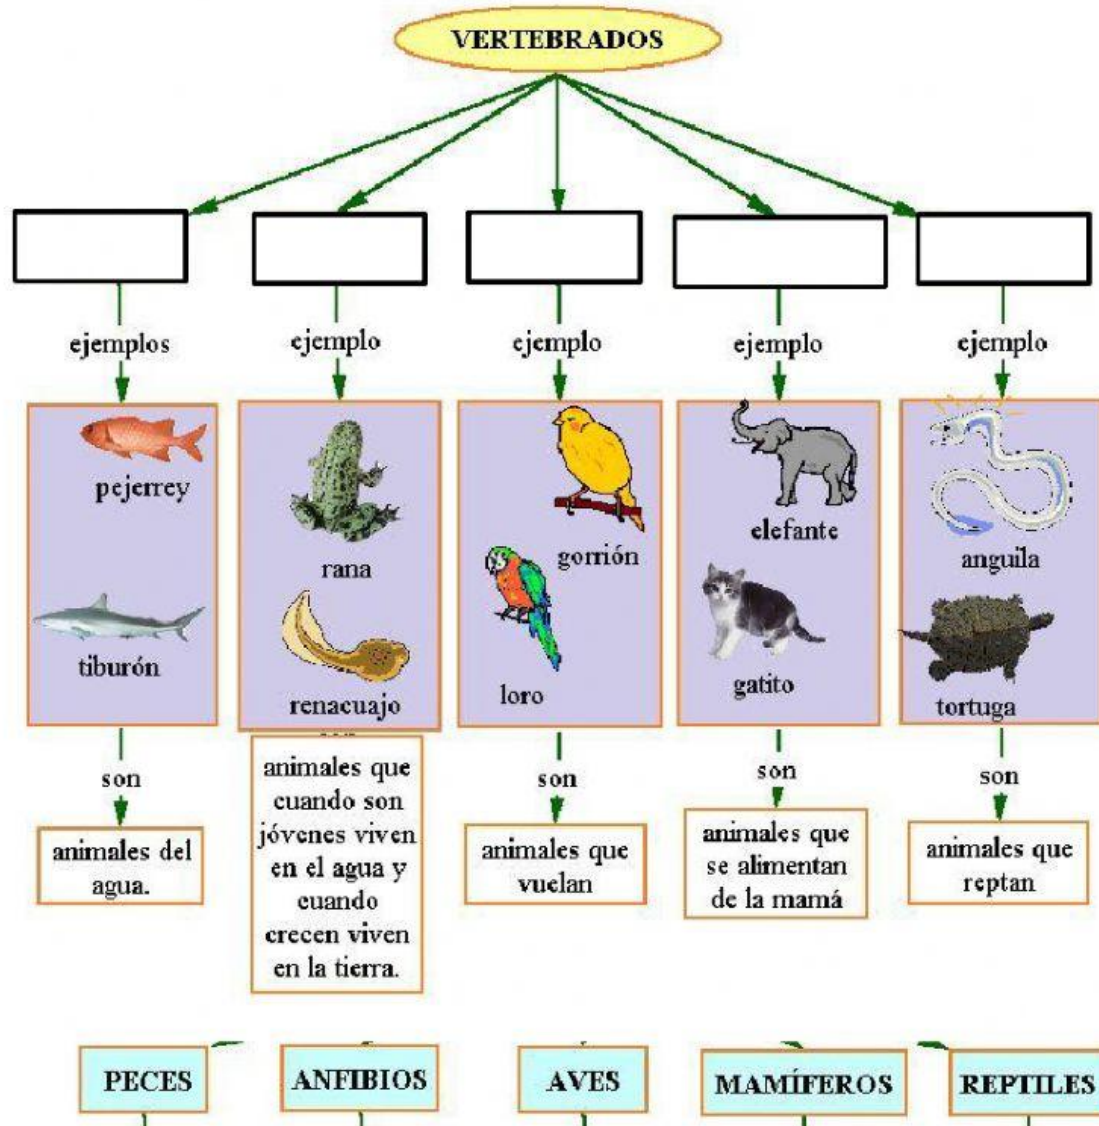 VERTEBRADOS
ejemplos
ejemplo
ejemplo
ejemplo
ejemplo
pejerrey
tiburón
rana
renacuajo
gorrión
loro
elefante
gatito
anguila
tortuga
son
son
son
son
son
animales del
agua.
animales que
cuando son
jóvenes viven
en el agua y
cuando
crecen viven
en la tierra.
animales que
vuelan
animales que
se alimentan
de la mamá
animales que
reptan
PECES
ANFIBIOS
AVES
MAMÍFEROS
REPTILES